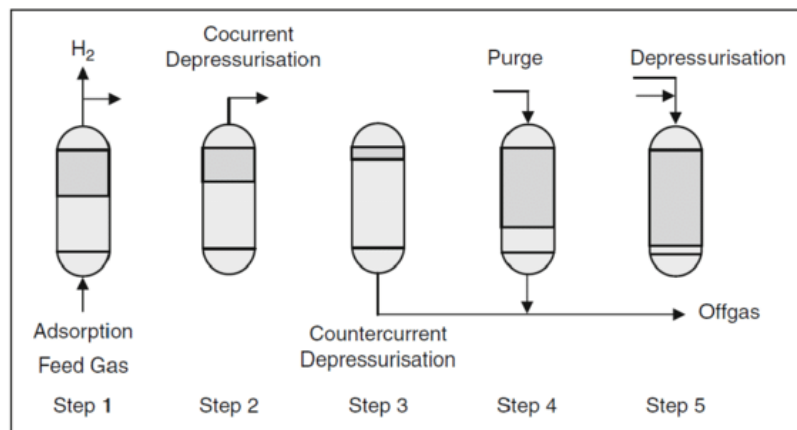 H2
Cocurrent
Depressurisation
Purge
Depressurisation
Adsorption
Feed Gas
Countercurrent
Depressurisation
Offgas
Step 1
Step 2
Step 3
Step 4
Step 5